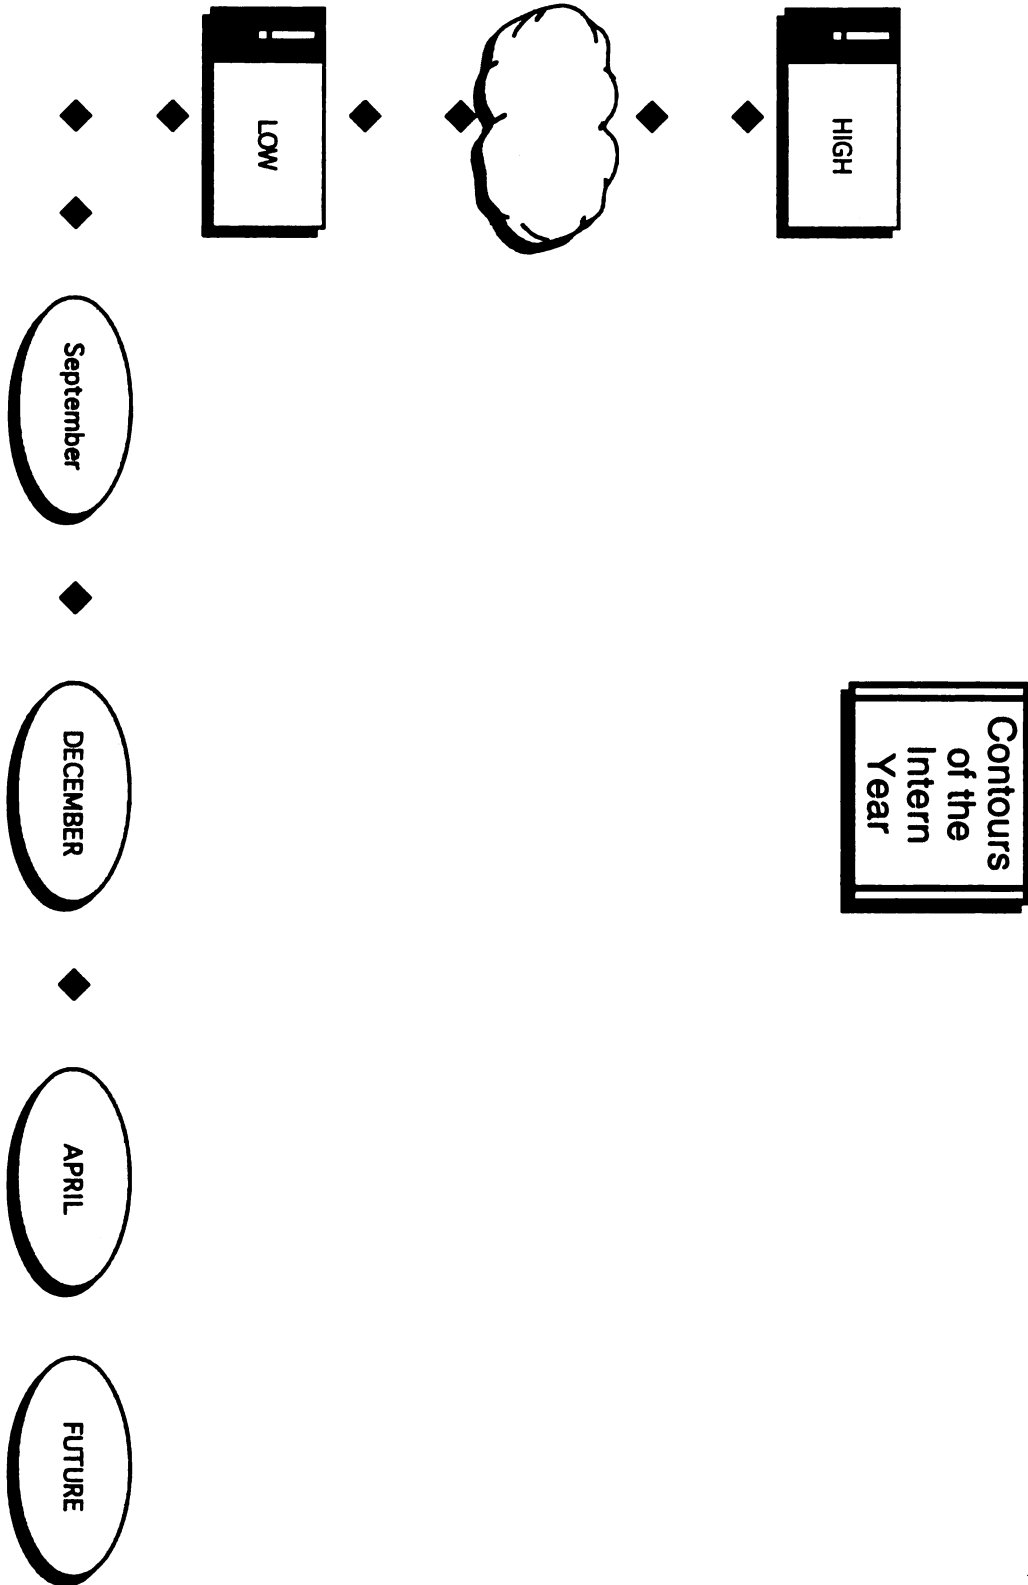 Contours
of the
Intern
Year
HIGH
LOW
September
DECEMBER
APRIL
FUTURE